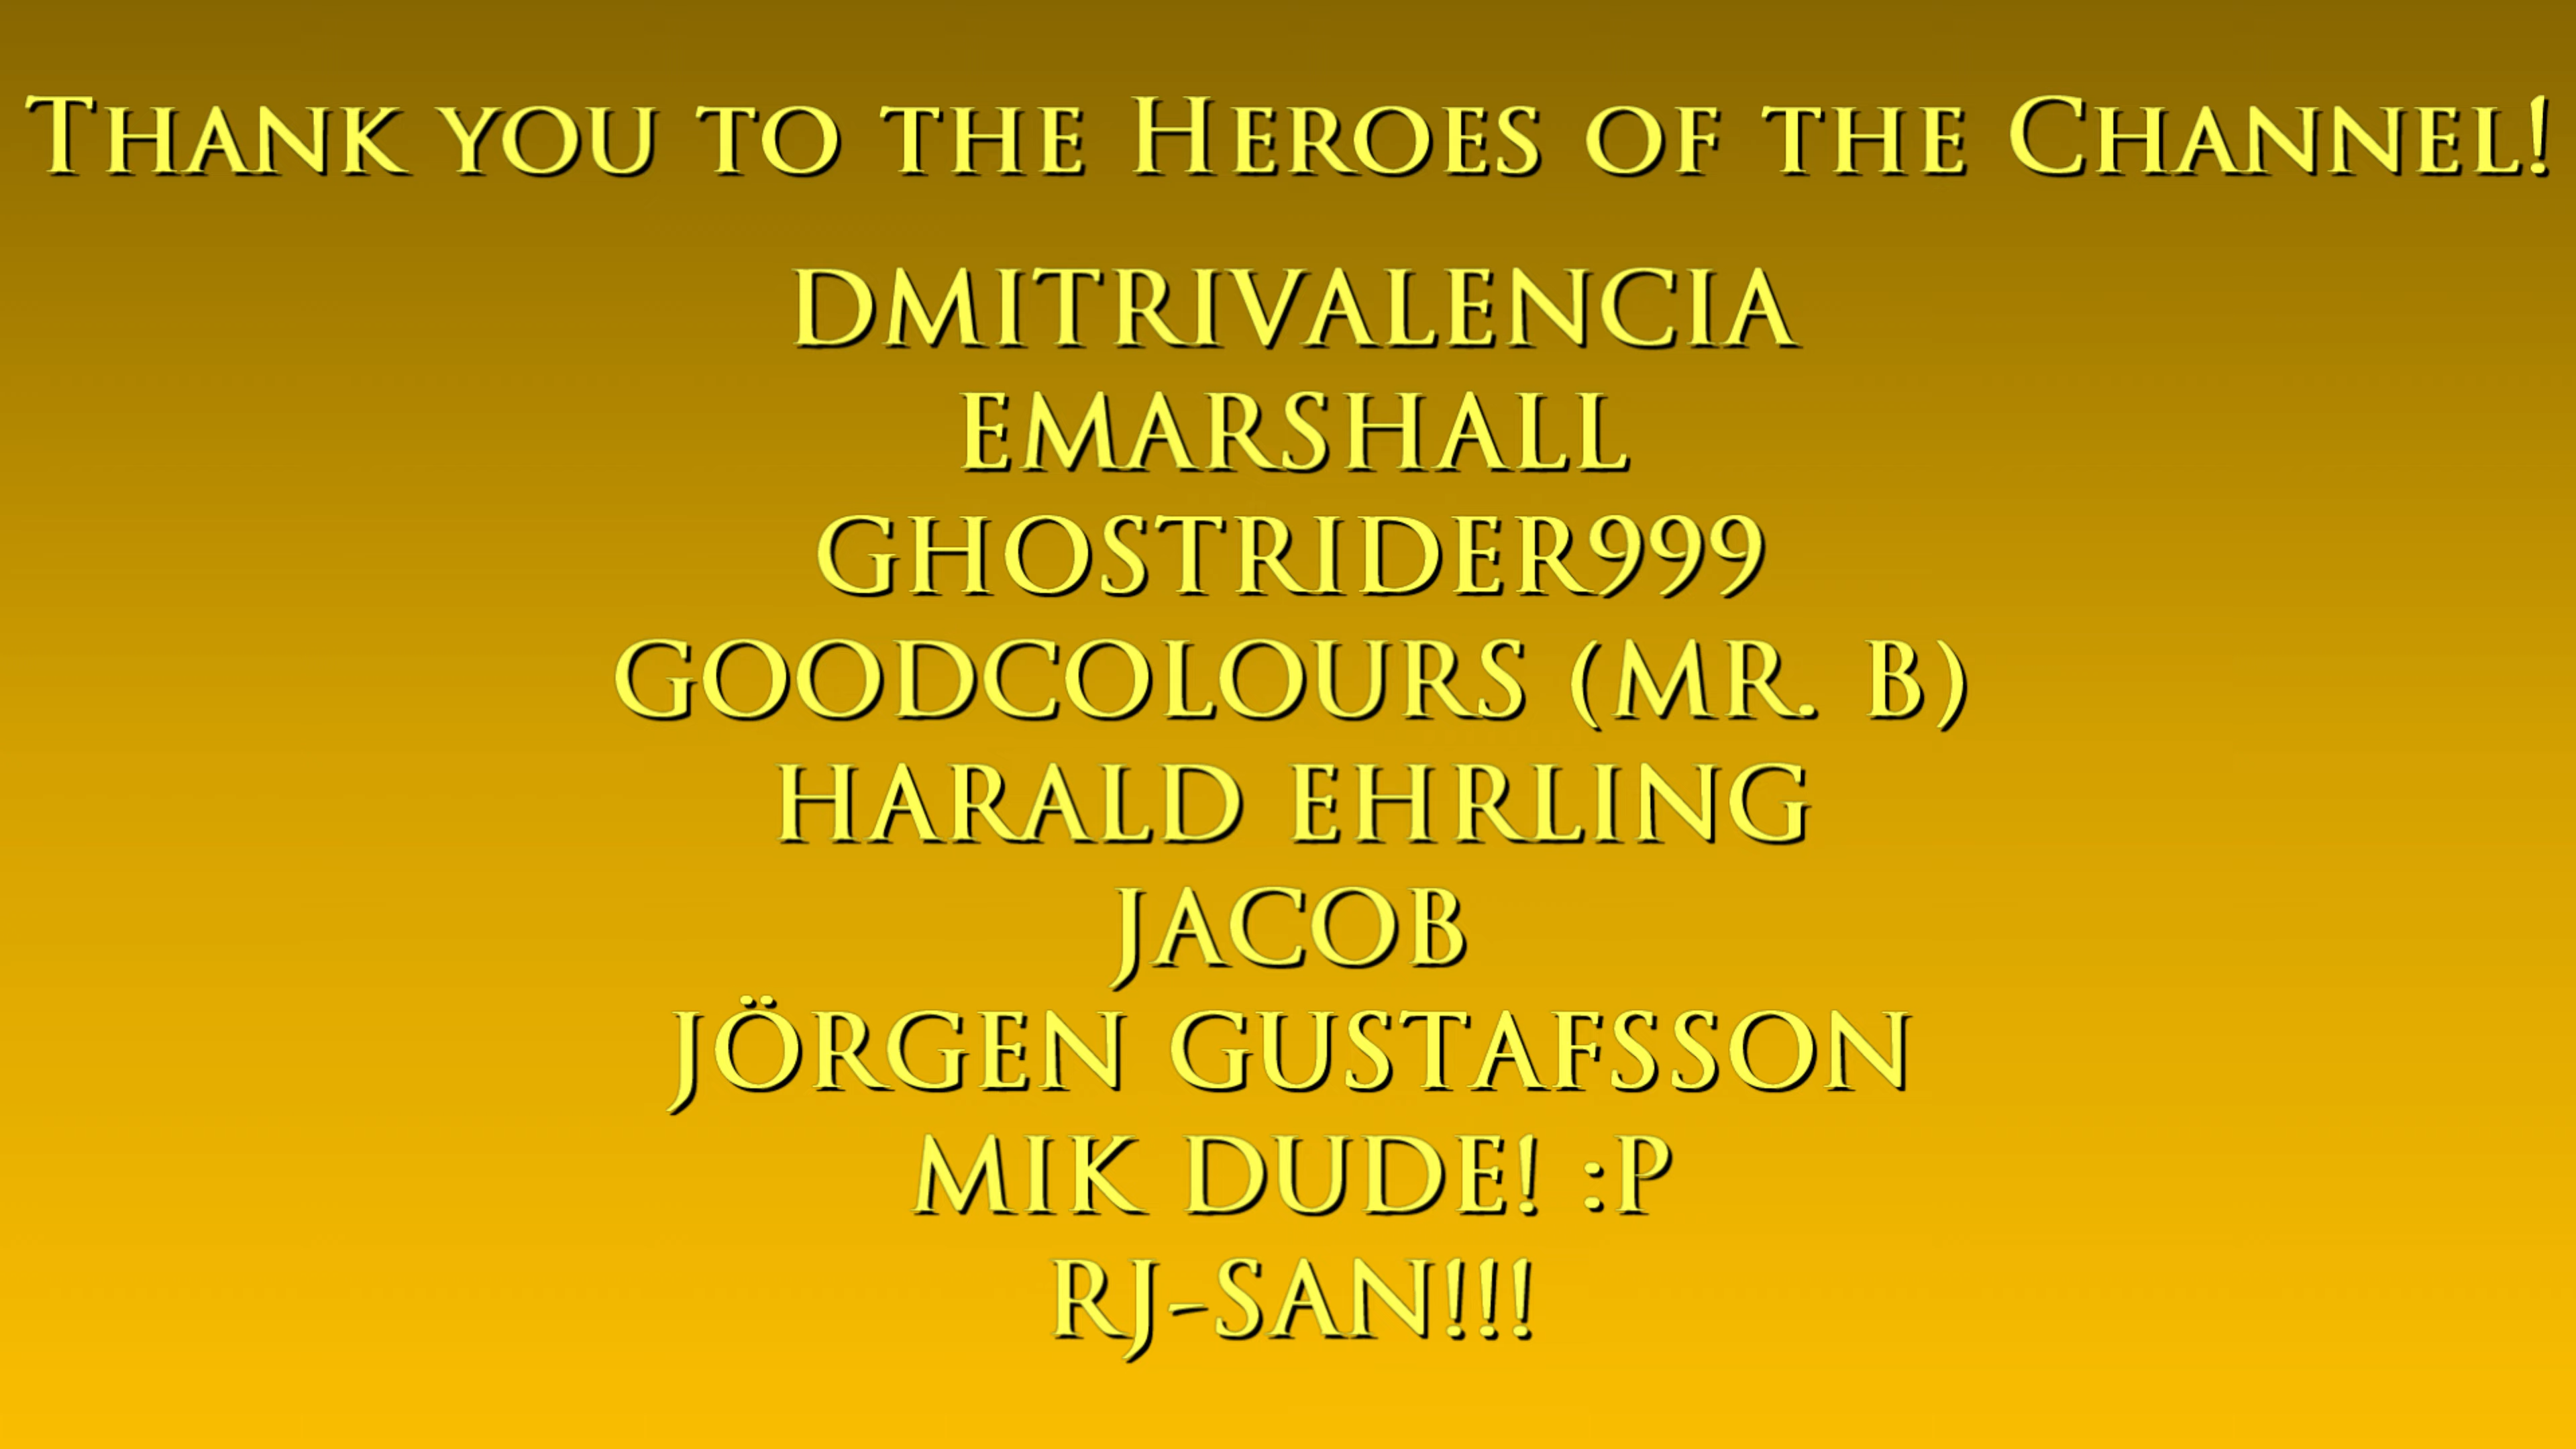 Thank you to the Heroes of the Channel!
DMITRIVALENCIA
EMARSHALL
GHOSTRIDER999
GOODCOLOURS (MR. B)
HARALD EHRLING
JACOB
JÖRGEN GUSTAFSSON
MIK DUDE! :P
RJ-SAN!!!